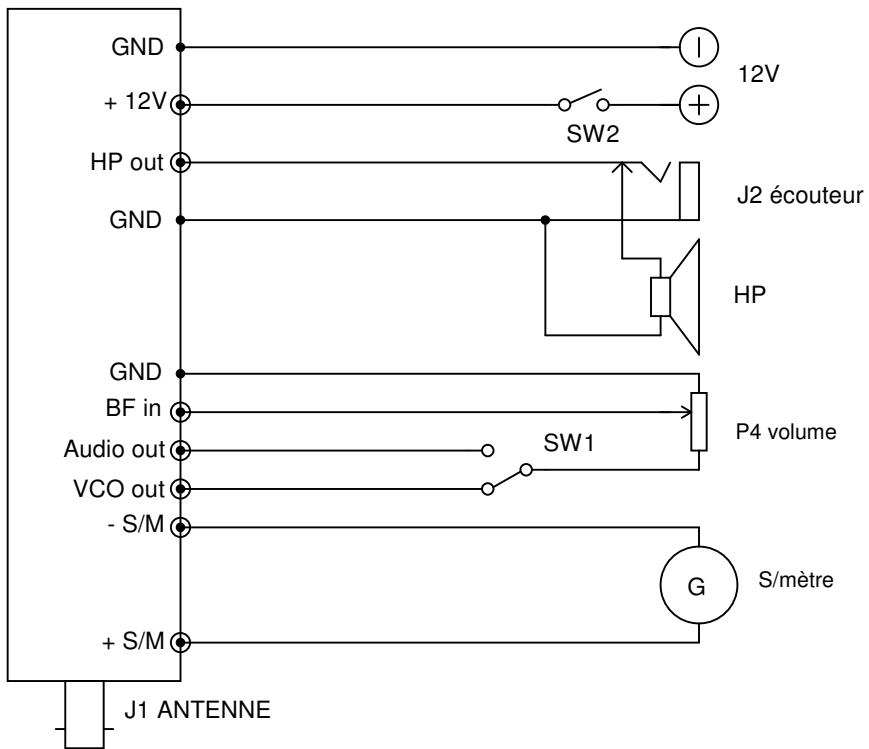 GND
12V
+ 12V
SW2
HP out
J2 écouteur
GND
HP
GND
BF in
P4 volume
Audio out
SW1
VCO out
- S/M
G
S/mètre
+ S/M
J1 ANTENNE